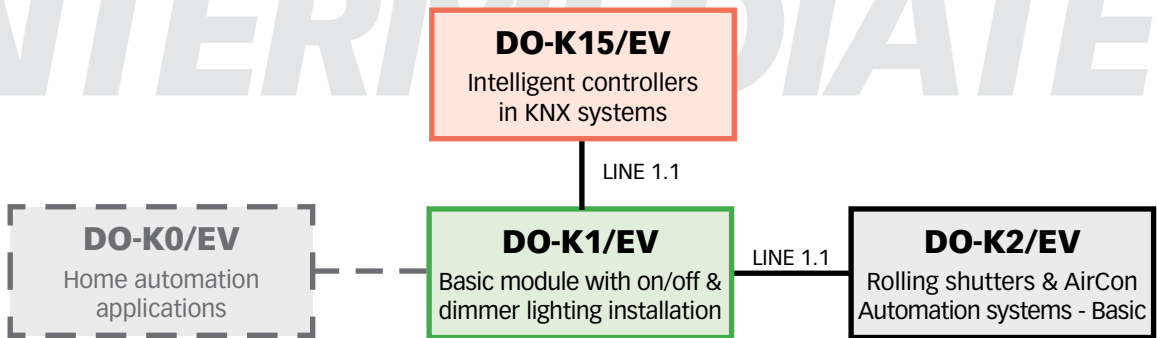 INTERMEDIATE
DO-K15/EV
Intelligent controllers
in KNX systems
LINE 1.1
DO-K0/EV
Home automation
applications
DO-K1/EV
Basic module with on/off &
dimmer lighting installation
LINE 1.1
DO-K2/EV
Rolling shutters & AirCon
Automation systems - Basic